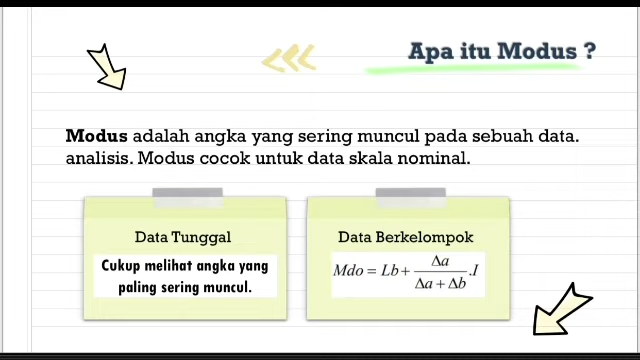 Apa itu Modus ?
Modus adalah angka yang sering muncul pada sebuah data.
analisis. Modus cocok untuk data skala nominal.
Data Tunggal
Cukup melihat angka yang
paling sering muncul.
Data Berkelompok
Mdo = Lb + Δa / (Δa + Δb) .I